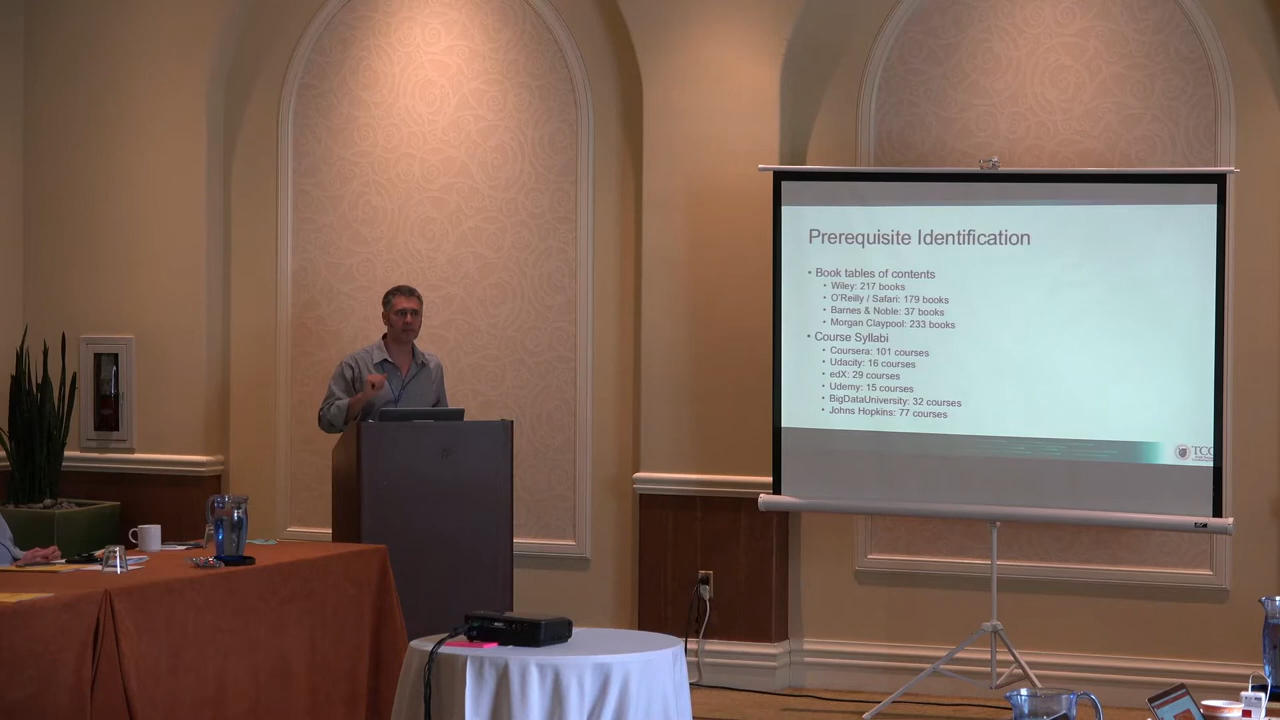 Prerequisite Identification
• Book tables of contents
• Wiley: 217 books
• O'Reilly / Safari: 179 books
• Barnes & Noble: 37 books
• Morgan Claypool: 233 books
• Course Syllabi
• Coursera: 101 courses
• Udacity: 16 courses
• edX: 29 courses
• Udemy: 15 courses
• BigDataUniversity: 32 courses
• Johns Hopkins: 77 courses